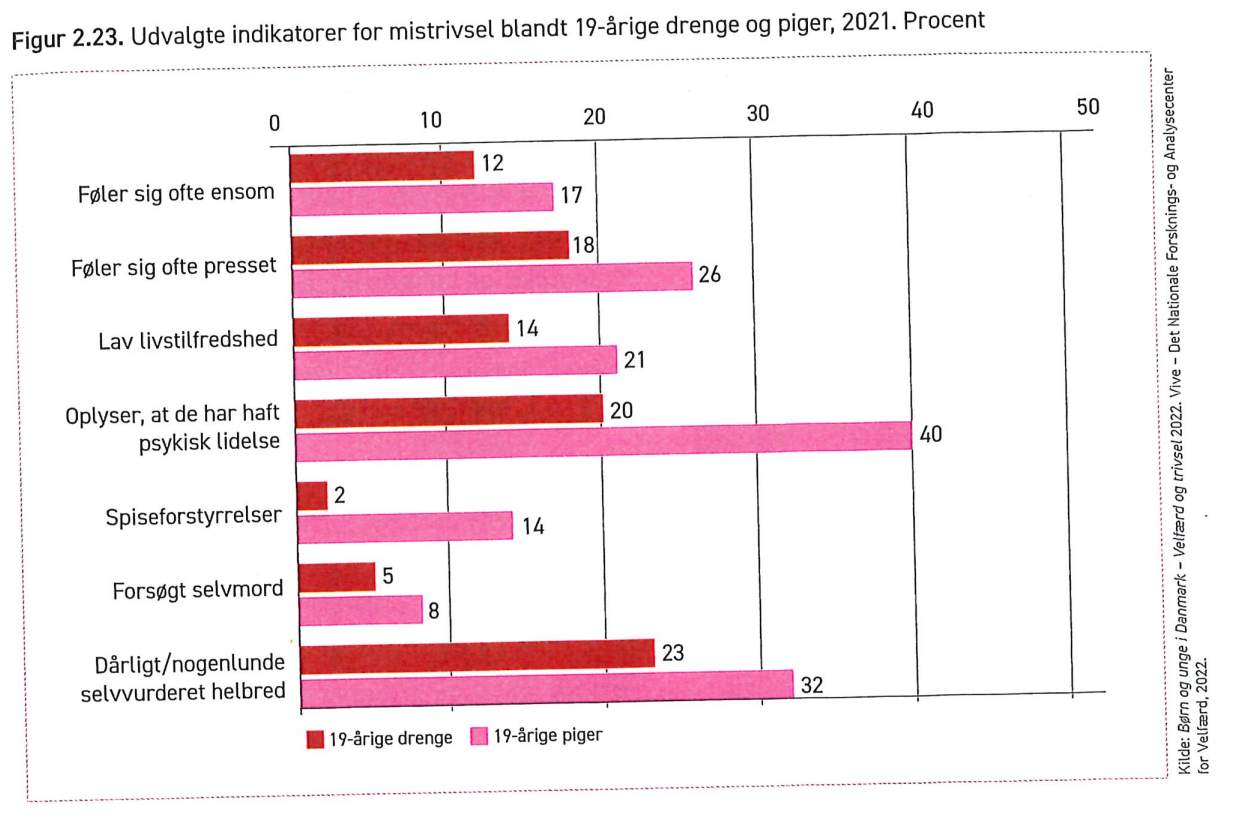 Figur 2.23. Udvalgte indikatorer for mistrivsel blandt 19-årige drenge og piger, 2021. Procent
0 10 20 30 40 50
Føler sig ofte ensom
12
17
Føler sig ofte presset
18
26
Lav livstilfredshed
14
21
Oplyser, at de har haft
psykisk lidelse
20
40
Spiseforstyrrelser
2
14
Forsøgt selvmord
5
8
Dårligt/nogenlunde
selvvurderet helbred
23
32
19-årige drenge 19-årige piger
Kilde: Børn og unge i Danmark – Velfærd og trivsel 2022. Vive – Det Nationale Forsknings- og Analysecenter
for Velfærd, 2022.